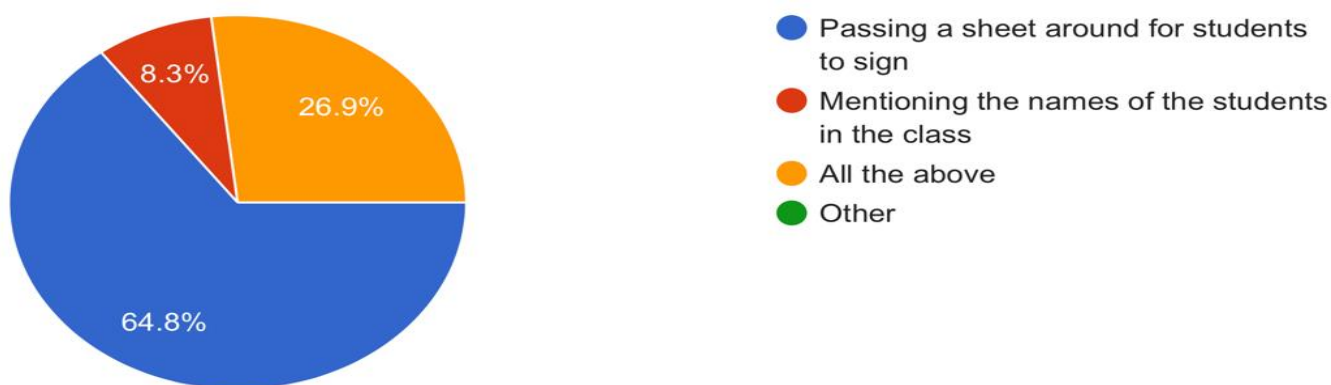 8.3%
26.9%
64.8%
Passing a sheet around for students
to sign
Mentioning the names of the students
in the class
All the above
Other